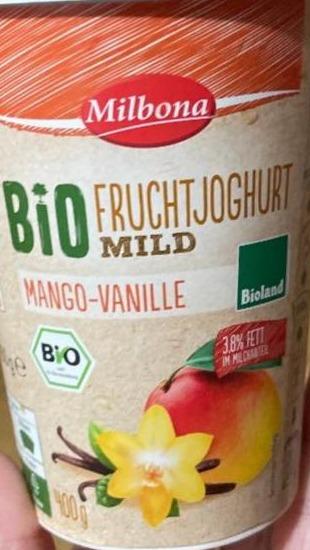 Milbona
BIO
FRUCHTJOGHURT
MILD
MANGO-VANILLE
Bioland
3,8% FETT
IM MILCHANTEIL
BIO
400g